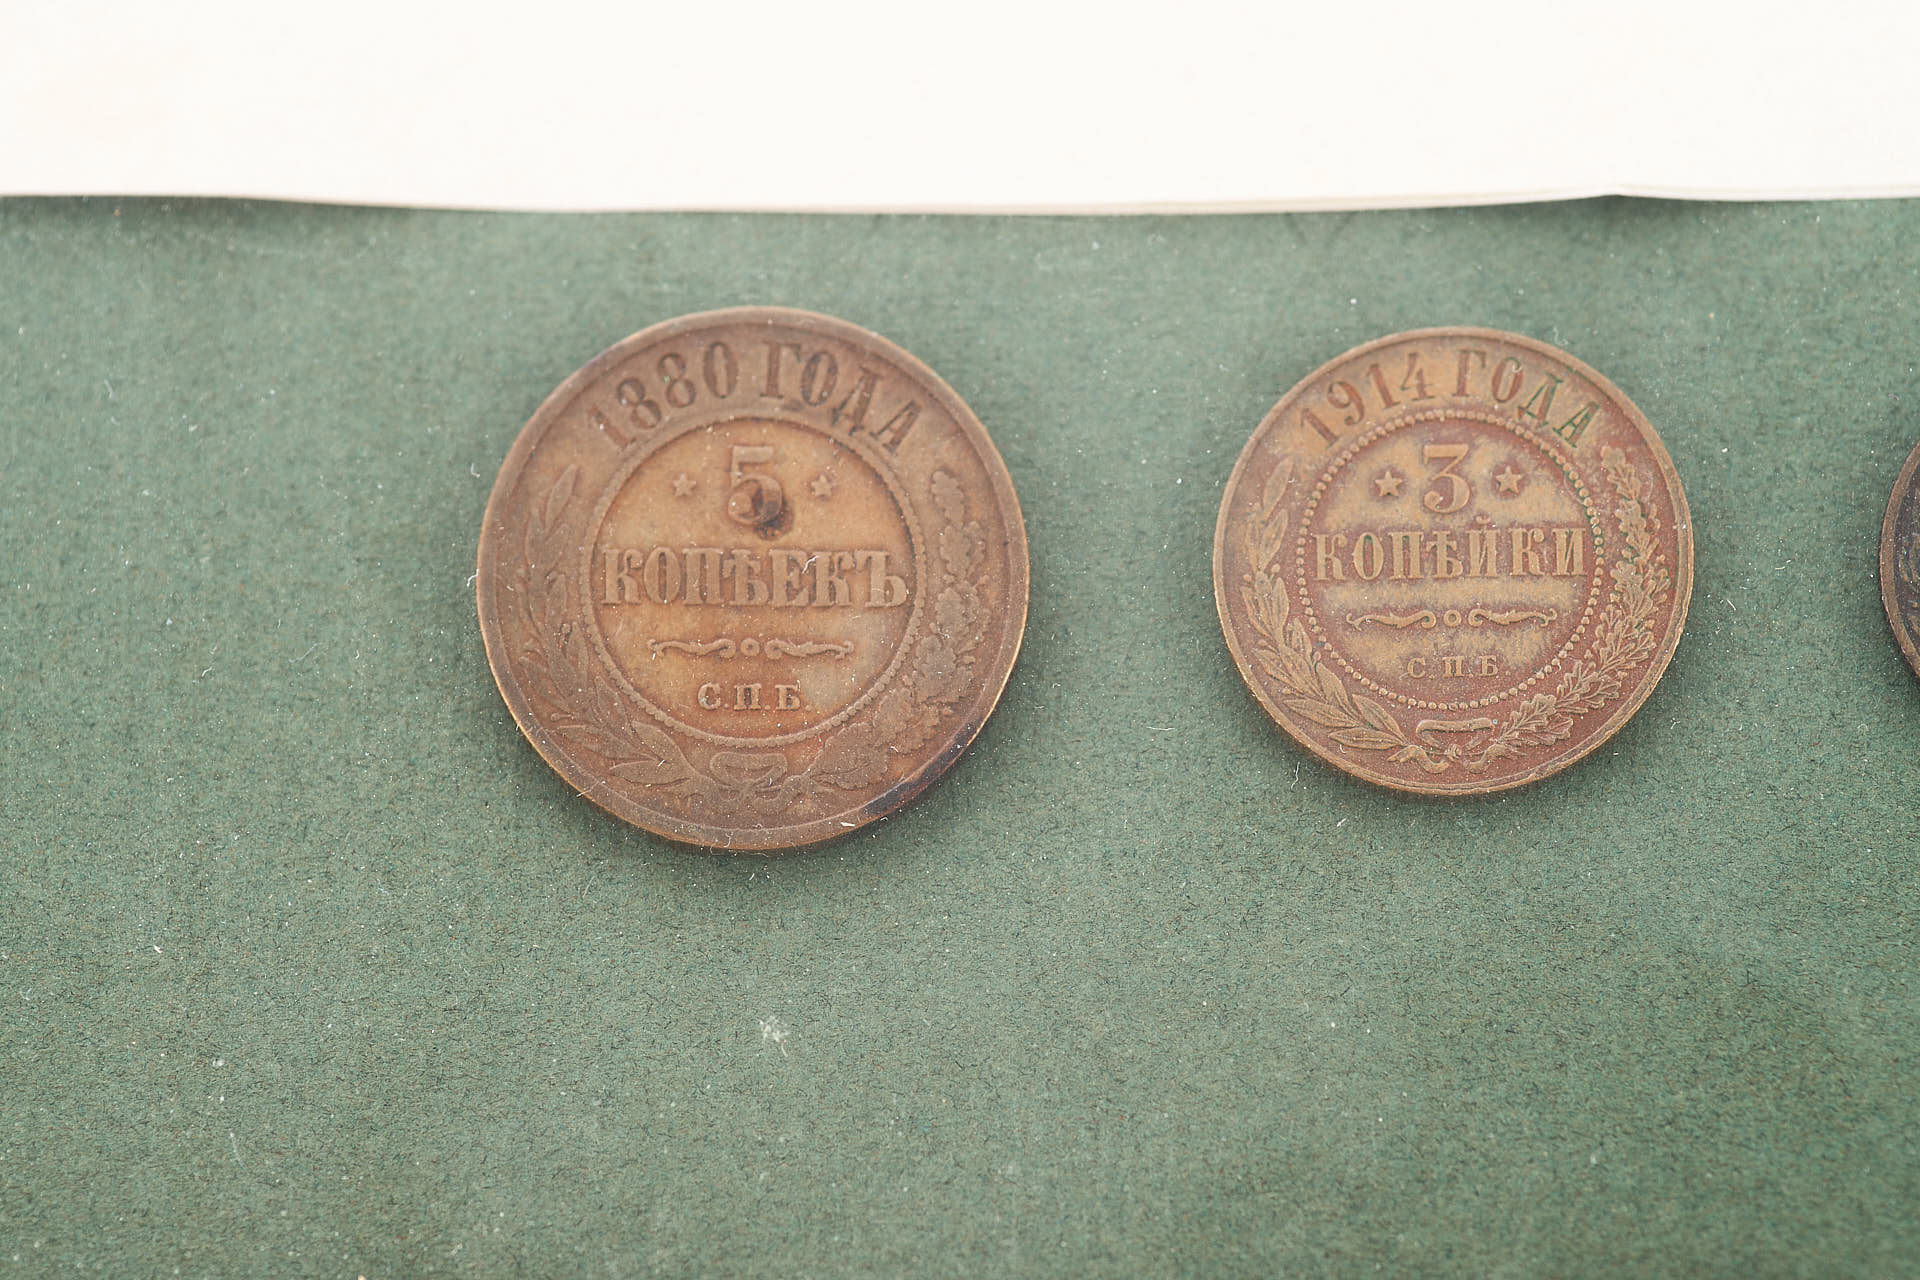 1880 ГОДА
* 5 *
КОПѢЕКЪ
С.П.Б
1914 ГОДА
* 3 *
КОПѢЙКИ
С.П.Б